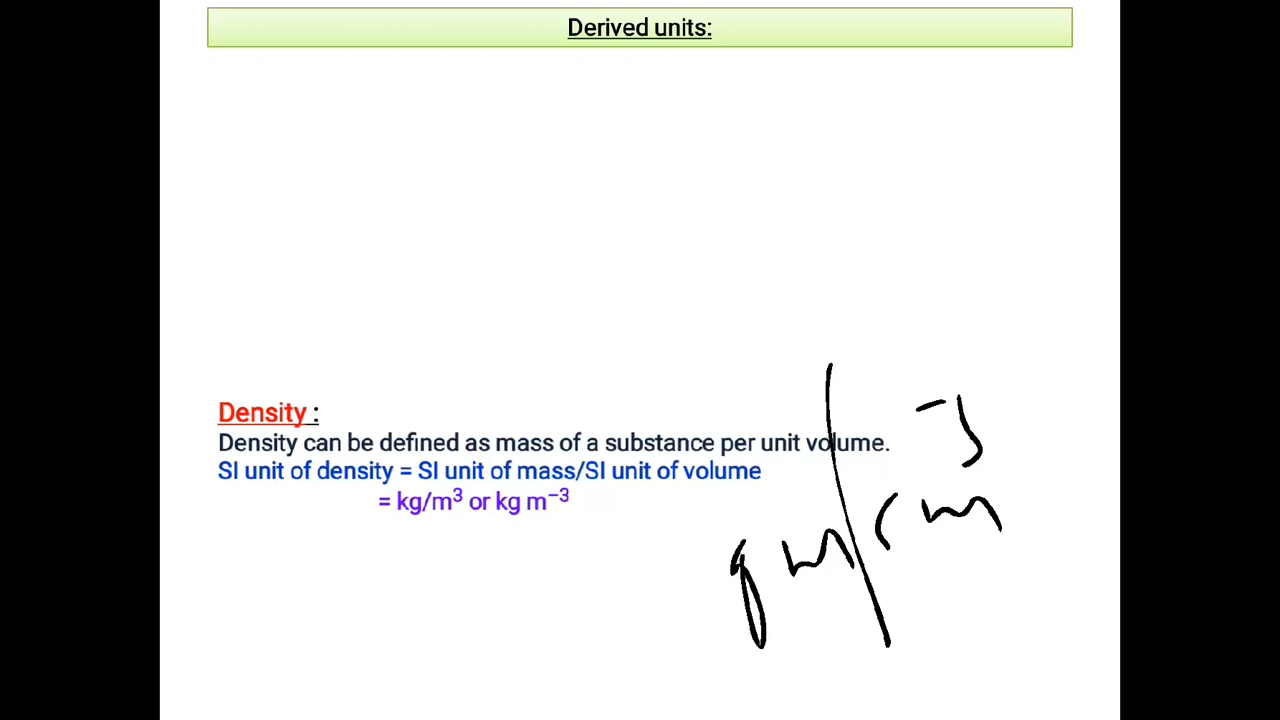 Derived units:
Density :
Density can be defined as mass of a substance per unit volume.
SI unit of density = SI unit of mass/SI unit of volume
= kg/m³ or kg m⁻³
gm/cm⁻³